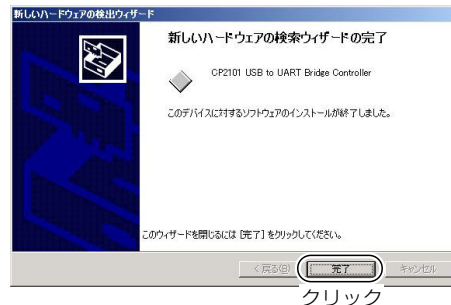 新しいハードウェアの検出ウィザード
新しいハードウェアの検索ウィザードの完了
CP2101 USB to UART Bridge Controller
このデバイスに対するソフトウェアのインストールが終了しました。
このウィザードを閉じるには [完了] をクリックしてください。
< 戻る(B)
完了
キャンセル
クリック